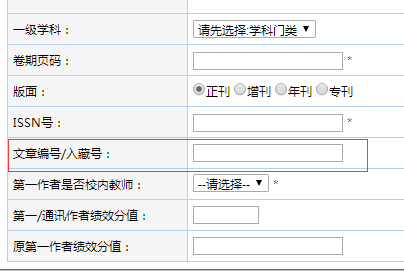 一级学科： 请先选择:学科门类
卷期页码： *
版面： 正刊 增刊 年刊 专刊
ISSN号： *
文章编号/入藏号：
第一作者是否校内教师： --请选择-- *
第一/通讯作者绩效分值：
原第一作者绩效分值：